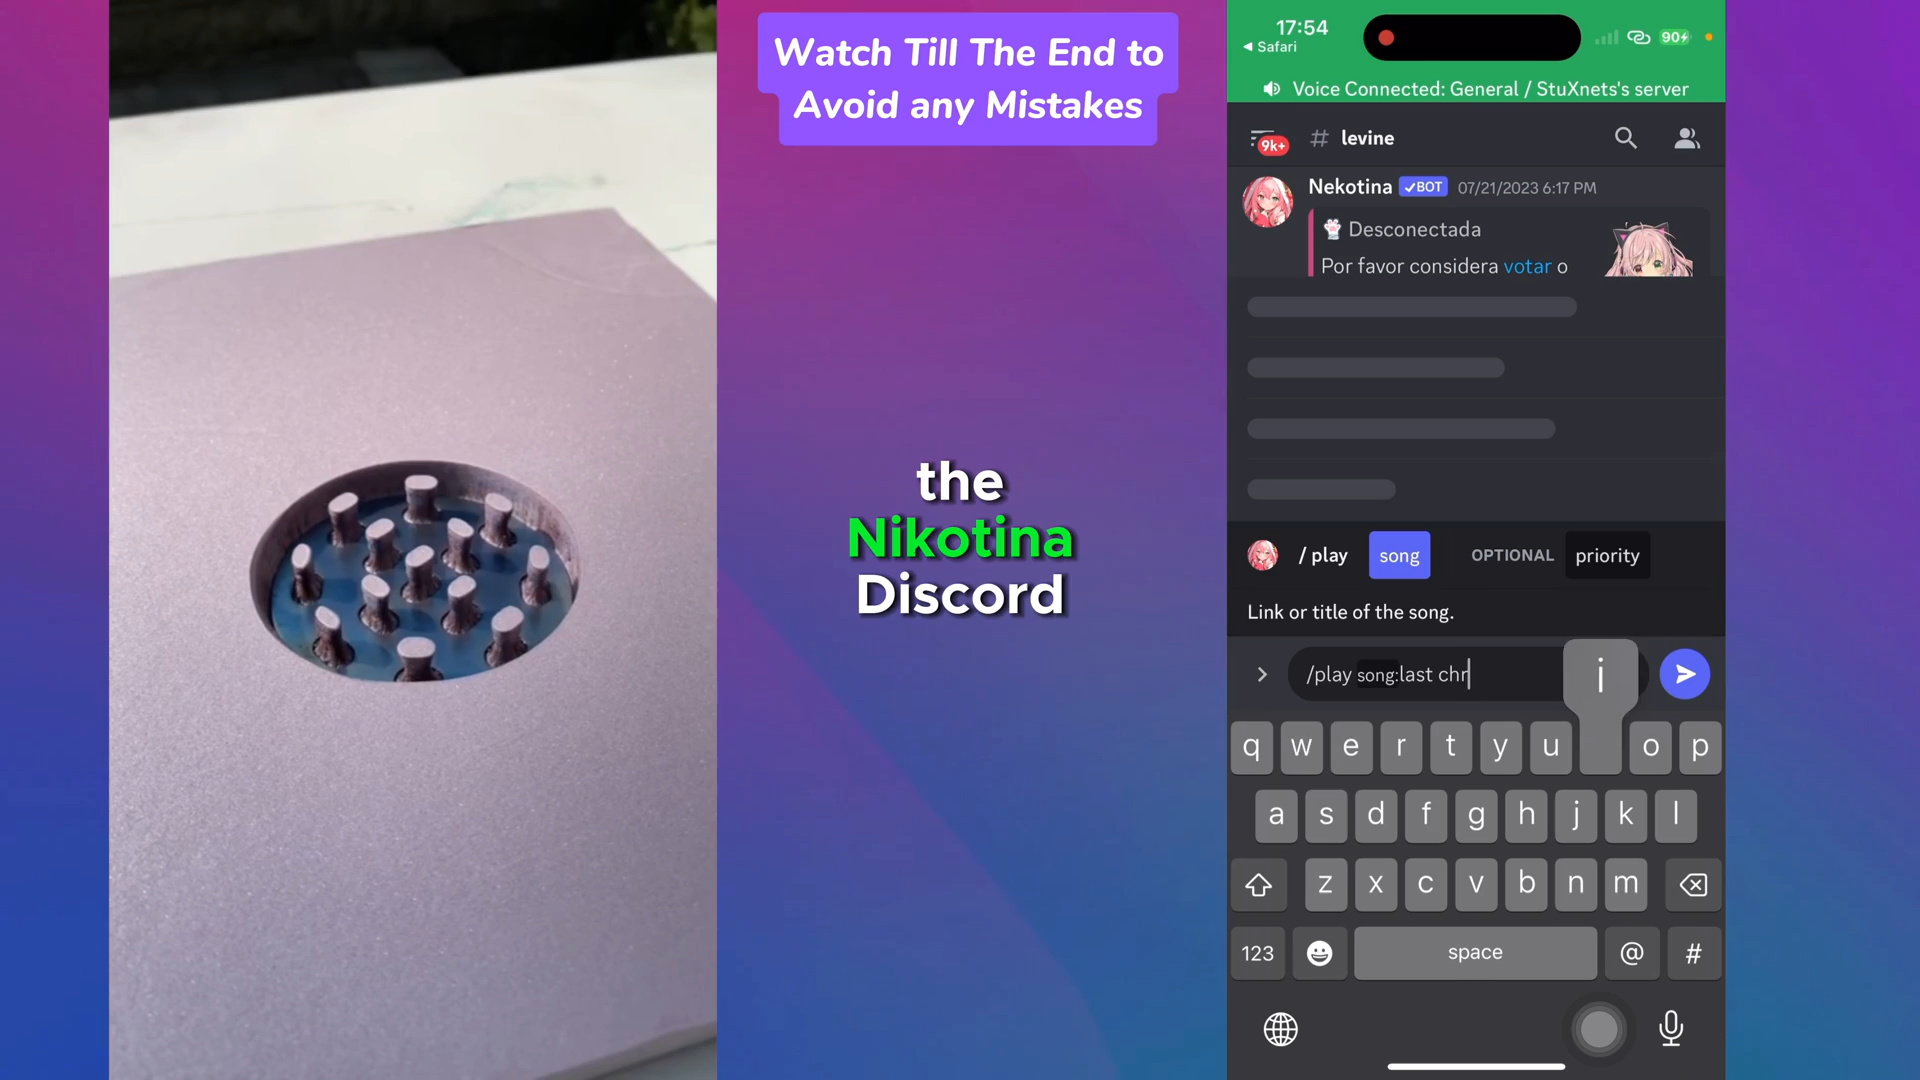 Watch Till The End to
Avoid any Mistakes
the
Nikotina
Discord
17:54
Safari
90
Voice Connected: General / StuXnets's server
9k+
# levine
Nekotina ✓BOT 07/21/2023 6:17 PM
Desconectada
Por favor considera votar o
/ play song OPTIONAL priority
Link or title of the song.
/play song:last chr
i
q w e r t y u o p
a s d f g h j k l
z x c v b n m
123 space @ #